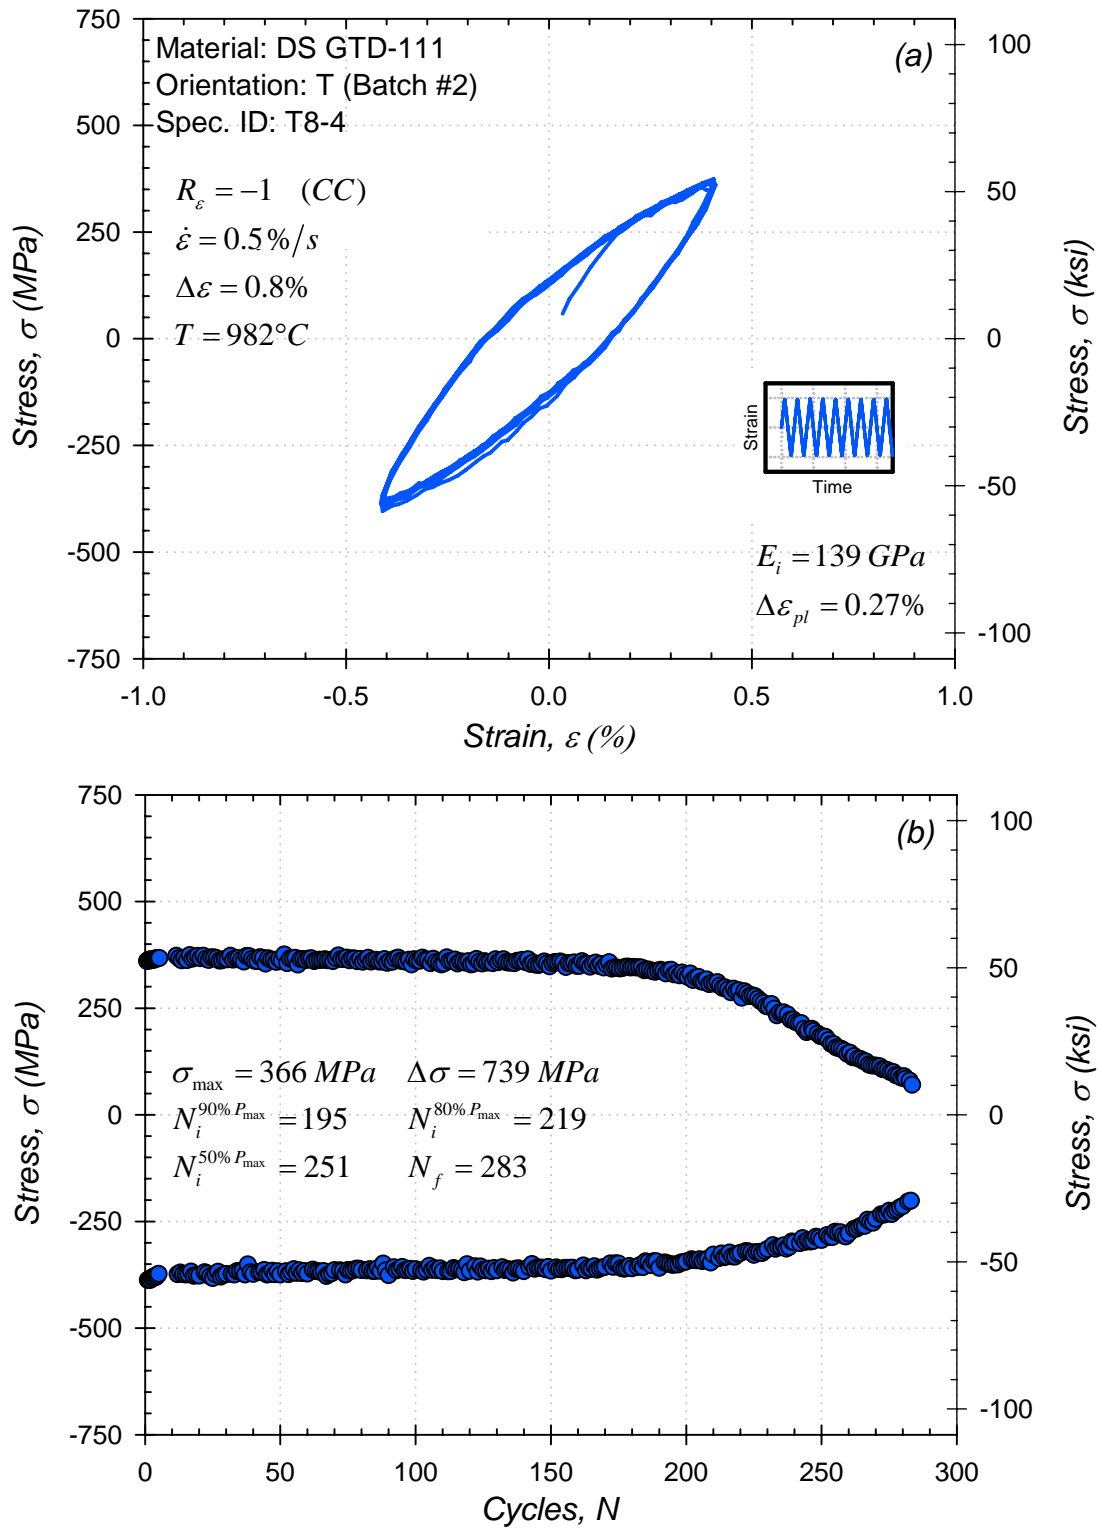 750
500
250
0
-250
-500
-750
Stress, σ (MPa)
Material: DS GTD-111
Orientation: T (Batch #2)
Spec. ID: T8-4
(a)
R_ε = −1 (CC)
ε̇ = 0.5%/s
Δε = 0.8%
T = 982°C
Strain
Time
E_i = 139 GPa
Δε_pl = 0.27%
100
50
0
-50
-100
Stress, σ (ksi)
-1.0 -0.5 0.0 0.5 1.0
Strain, ε (%)
750
500
250
0
-250
-500
-750
Stress, σ (MPa)
(b)
σ_max = 366 MPa Δσ = 739 MPa
N_i^90% P_max = 195 N_i^80% P_max = 219
N_i^50% P_max = 251 N_f = 283
100
50
0
-50
-100
Stress, σ (ksi)
0 50 100 150 200 250 300
Cycles, N